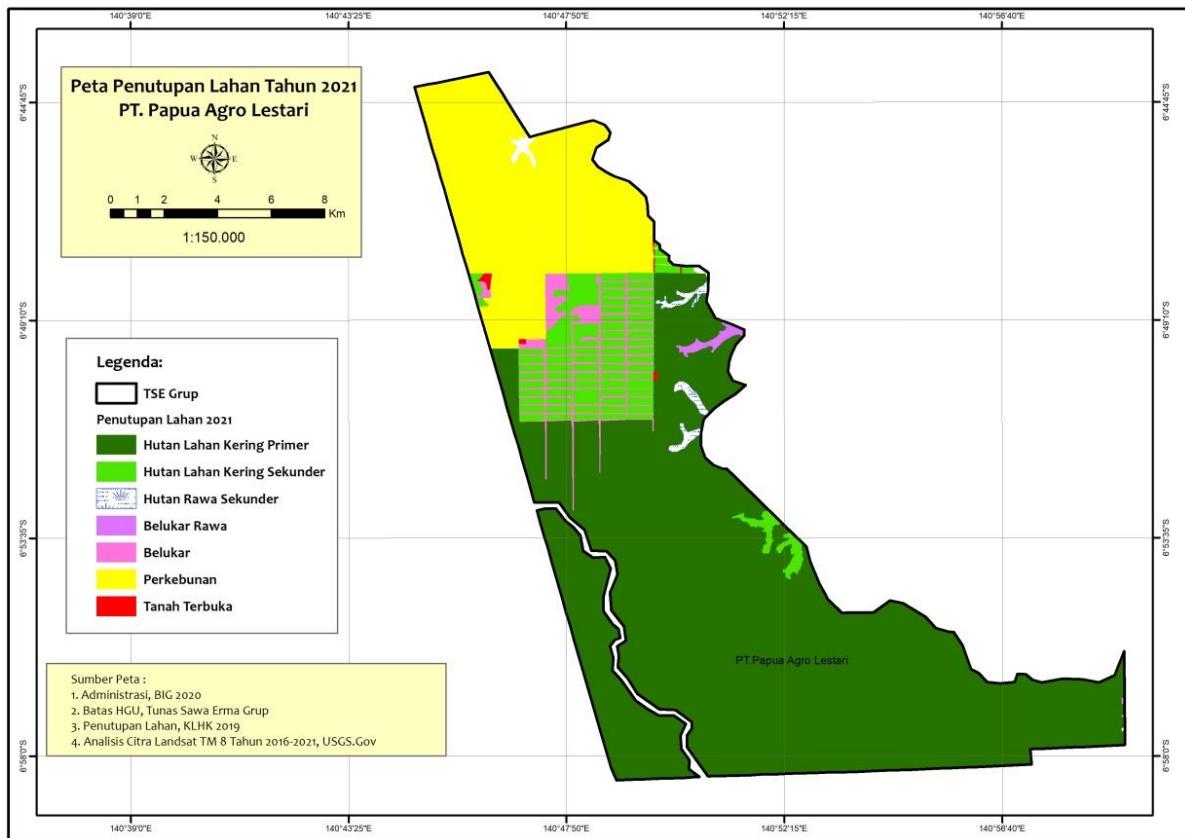 140°39'0"E 140°43'25"E 140°47'50"E 140°52'15"E 140°56'40"E
Peta Penutupan Lahan Tahun 2021
PT. Papua Agro Lestari
N
W E
S
0 1 2 4 6 8
Km
1:150.000
6°44'45"S 6°44'45"S
6°49'10"S 6°49'10"S
Legenda:
TSE Grup
Penutupan Lahan 2021
Hutan Lahan Kering Primer
Hutan Lahan Kering Sekunder
Hutan Rawa Sekunder
Belukar Rawa
Belukar
Perkebunan
Tanah Terbuka
6°53'35"S 6°53'35"S
PT.Papua Agro Lestari
Sumber Peta :
1. Administrasi, BIG 2020
2. Batas HGU, Tunas Sawa Erma Grup
3. Penutupan Lahan, KLHK 2019
4. Analisis Citra Landsat TM 8 Tahun 2016-2021, USGS.Gov
6°58'0"S 6°58'0"S
140°39'0"E 140°43'25"E 140°47'50"E 140°52'15"E 140°56'40"E